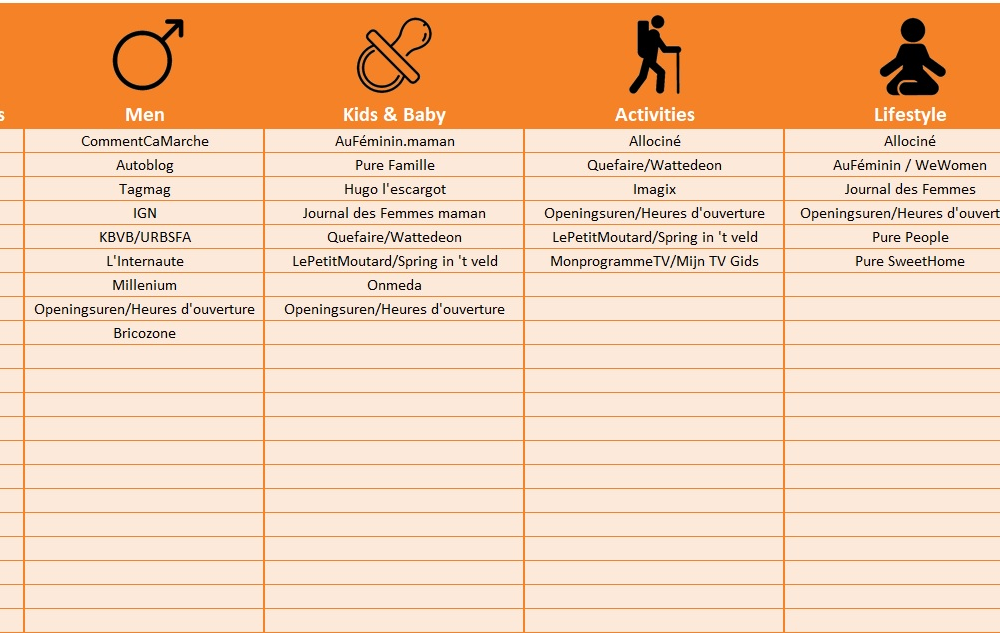 s Men Kids & Baby Activities Lifestyle
CommentCaMarche AuFéminin.maman Allociné Allociné
Autoblog Pure Famille Quefaire/Wattedeon AuFéminin / WeWomen
Tagmag Hugo l'escargot Imagix Journal des Femmes
IGN Journal des Femmes maman Openingsuren/Heures d'ouverture Openingsuren/Heures d'ouvert
KBVB/URBSFA Quefaire/Wattedeon LePetitMoutard/Spring in 't veld Pure People
L'Internaute LePetitMoutard/Spring in 't veld MonprogrammeTV/Mijn TV Gids Pure SweetHome
Millenium Onmeda
Openingsuren/Heures d'ouverture Openingsuren/Heures d'ouverture
Bricozone